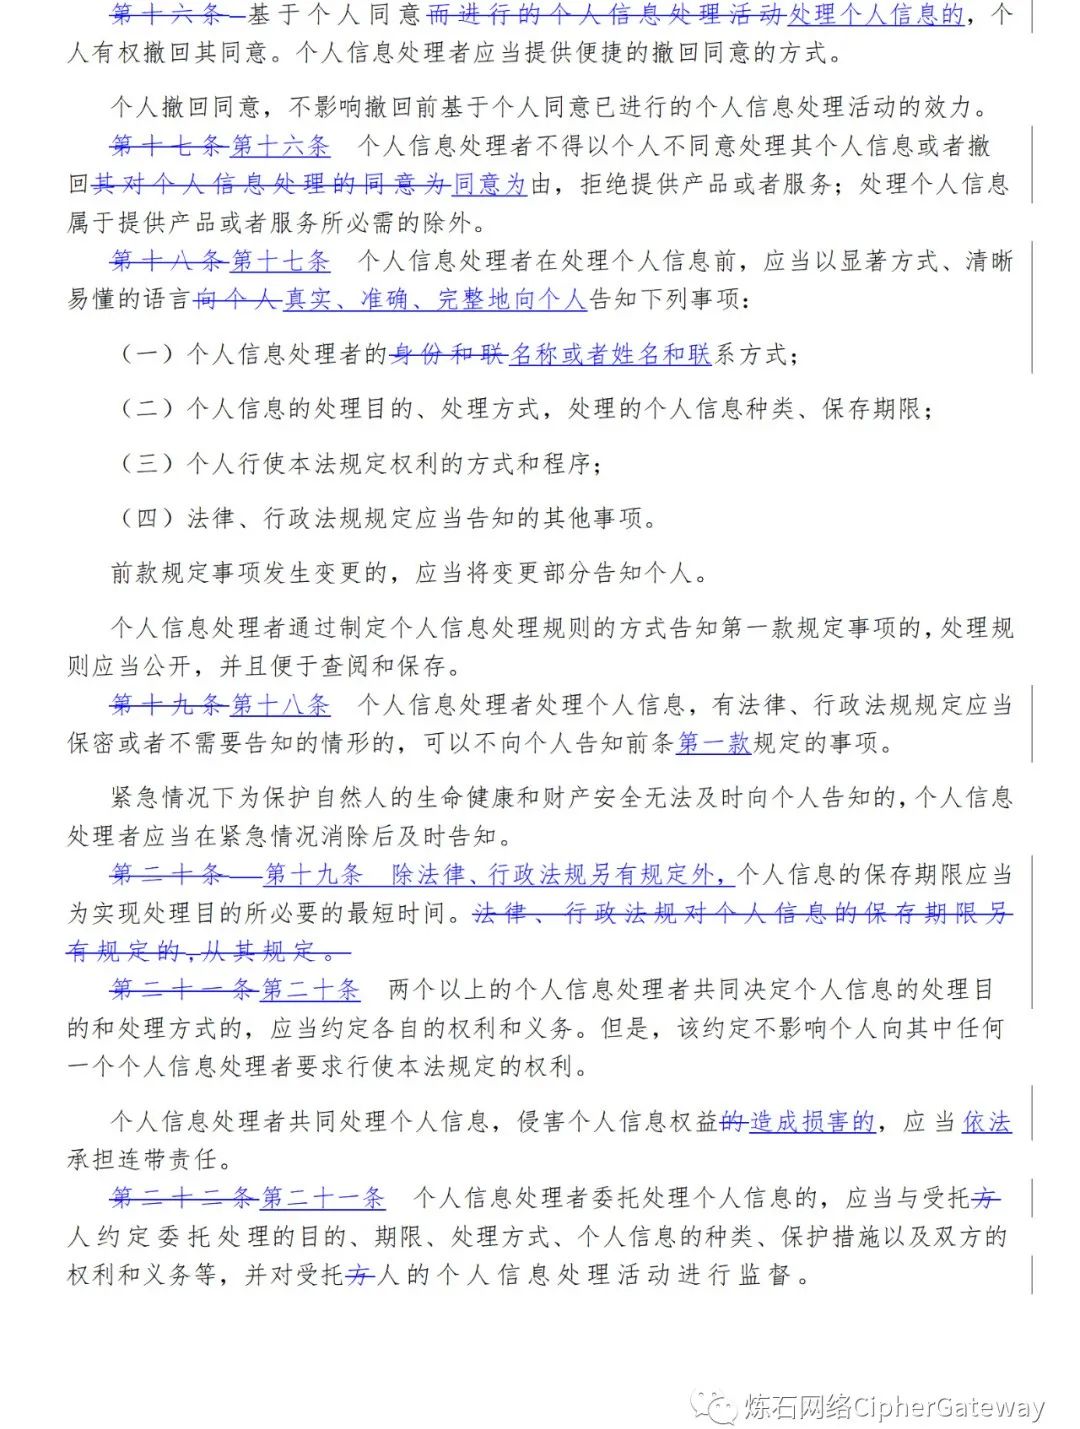 第十六条 基于个人同意而进行的个人信息处理活动处理个人信息的，个
人有权撤回其同意。个人信息处理者应当提供便捷的撤回同意的方式。
个人撤回同意，不影响撤回前基于个人同意已进行的个人信息处理活动的效力。
第十七条第十六条 个人信息处理者不得以个人不同意处理其个人信息或者撤
回其对个人信息处理的同意为同意为由，拒绝提供产品或者服务；处理个人信息
属于提供产品或者服务所必需的除外。
第十八条第十七条 个人信息处理者在处理个人信息前，应当以显著方式、清晰
易懂的语言向个人真实、准确、完整地向个人告知下列事项：
（一）个人信息处理者的身份和联名称或者姓名和联系方式；
（二）个人信息的处理目的、处理方式，处理的个人信息种类、保存期限；
（三）个人行使本法规定权利的方式和程序；
（四）法律、行政法规规定应当告知的其他事项。
前款规定事项发生变更的，应当将变更部分告知个人。
个人信息处理者通过制定个人信息处理规则的方式告知第一款规定事项的，处理规
则应当公开，并且便于查阅和保存。
第十九条第十八条 个人信息处理者处理个人信息，有法律、行政法规规定应当
保密或者不需要告知的情形的，可以不向个人告知前条第一款规定的事项。
紧急情况下为保护自然人的生命健康和财产安全无法及时向个人告知的，个人信息
处理者应当在紧急情况消除后及时告知。
第二十条 第十九条 除法律、行政法规另有规定外，个人信息的保存期限应当
为实现处理目的所必要的最短时间。法律、行政法规对个人信息的保存期限另
有规定的，从其规定。
第二十一条第二十条 两个以上的个人信息处理者共同决定个人信息的处理目
的和处理方式的，应当约定各自的权利和义务。但是，该约定不影响个人向其中任何
一个个人信息处理者要求行使本法规定的权利。
个人信息处理者共同处理个人信息，侵害个人信息权益的造成损害的，应当依法
承担连带责任。
第二十二条第二十一条 个人信息处理者委托处理个人信息的，应当与受托方
人约定委托处理的目的、期限、处理方式、个人信息的种类、保护措施以及双方的
权利和义务等，并对受托方人的个人信息处理活动进行监督。
炼石网络CipherGateway